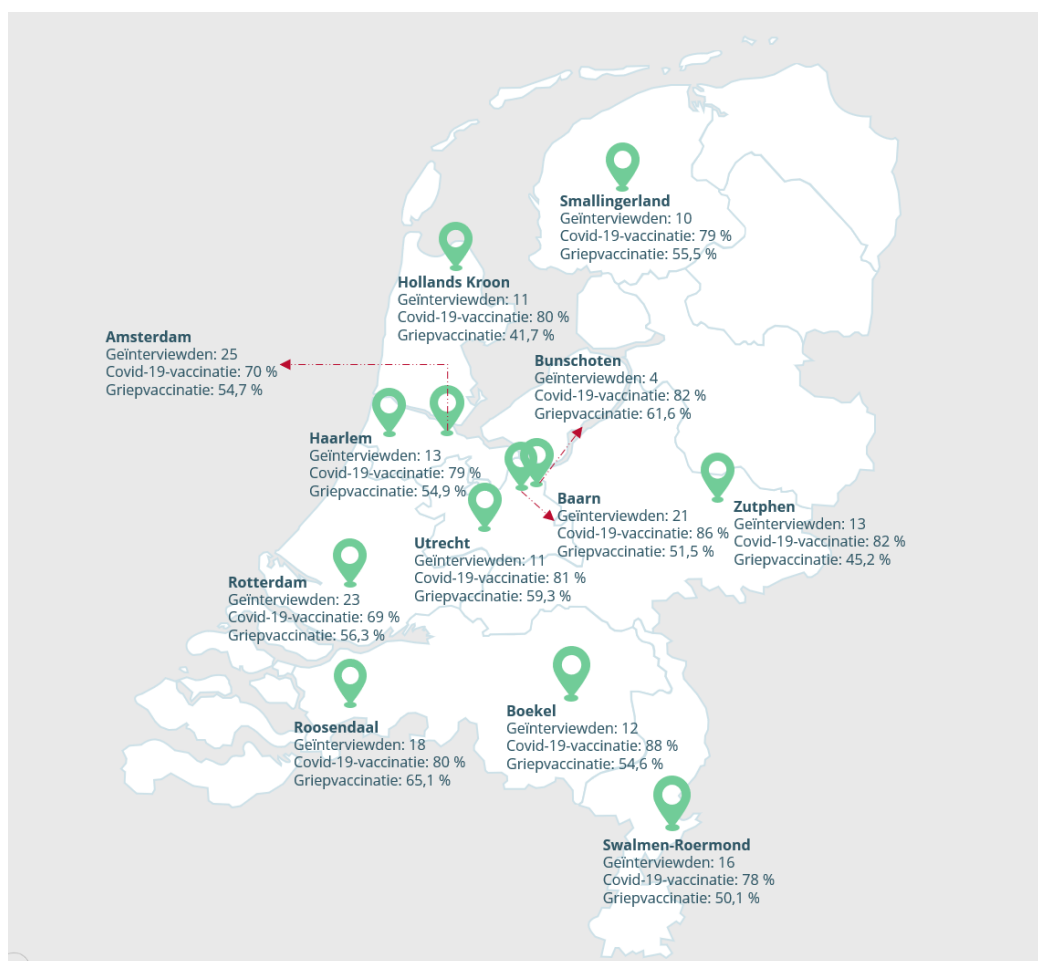 Smallingerland
Geïnterviewden: 10
Covid-19-vaccinatie: 79 %
Griepvaccinatie: 55,5 %
Hollands Kroon
Geïnterviewden: 11
Covid-19-vaccinatie: 80 %
Griepvaccinatie: 41,7 %
Amsterdam
Geïnterviewden: 25
Covid-19-vaccinatie: 70 %
Griepvaccinatie: 54,7 %
Bunschoten
Geïnterviewden: 4
Covid-19-vaccinatie: 82 %
Griepvaccinatie: 61,6 %
Haarlem
Geïnterviewden: 13
Covid-19-vaccinatie: 79 %
Griepvaccinatie: 54,9 %
Baarn
Geïnterviewden: 21
Covid-19-vaccinatie: 86 %
Griepvaccinatie: 51,5 %
Zutphen
Geïnterviewden: 13
Covid-19-vaccinatie: 82 %
Griepvaccinatie: 45,2 %
Utrecht
Geïnterviewden: 11
Covid-19-vaccinatie: 81 %
Griepvaccinatie: 59,3 %
Rotterdam
Geïnterviewden: 23
Covid-19-vaccinatie: 69 %
Griepvaccinatie: 56,3 %
Roosendaal
Geïnterviewden: 18
Covid-19-vaccinatie: 80 %
Griepvaccinatie: 65,1 %
Boekel
Geïnterviewden: 12
Covid-19-vaccinatie: 88 %
Griepvaccinatie: 54,6 %
Swalmen-Roermond
Geïnterviewden: 16
Covid-19-vaccinatie: 78 %
Griepvaccinatie: 50,1 %